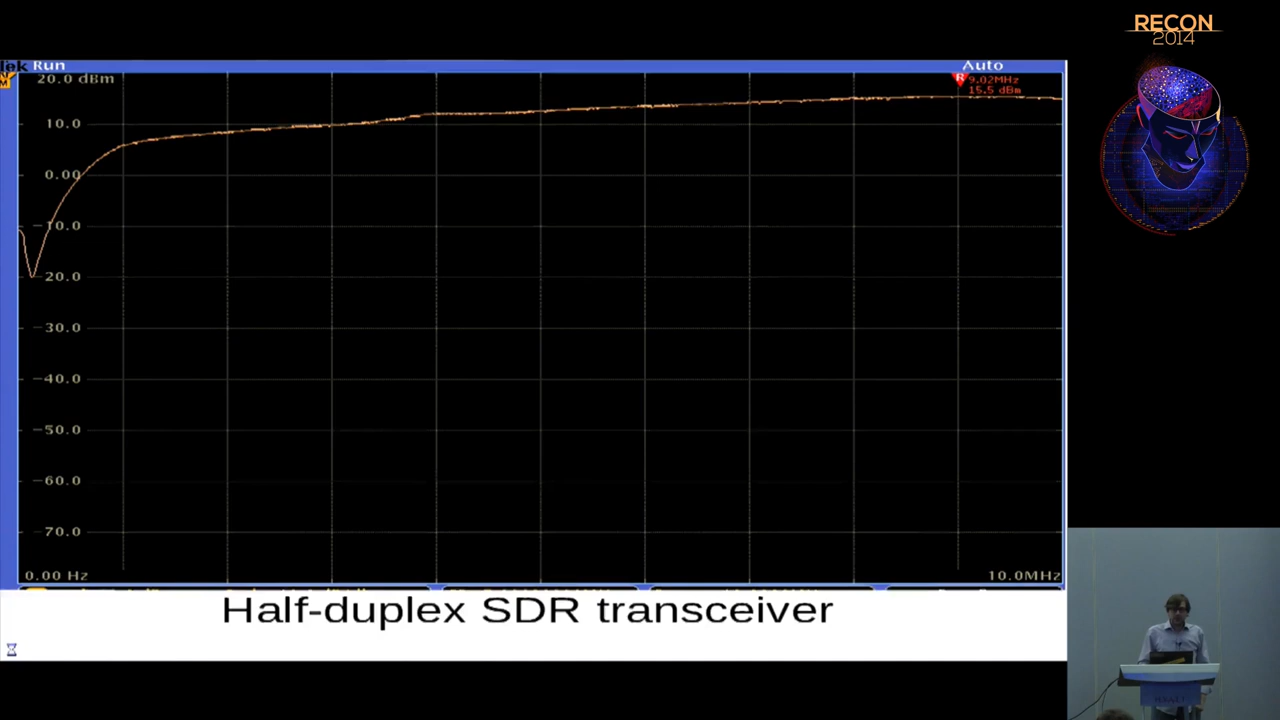 RECON
2014
Tek Run
Auto
20.0 dBm
R 9.02MHz
15.5 dBm
10.0
0.00
-10.0
-20.0
-30.0
-40.0
-50.0
-60.0
-70.0
0.00 Hz
10.0MHz
Half-duplex SDR transceiver